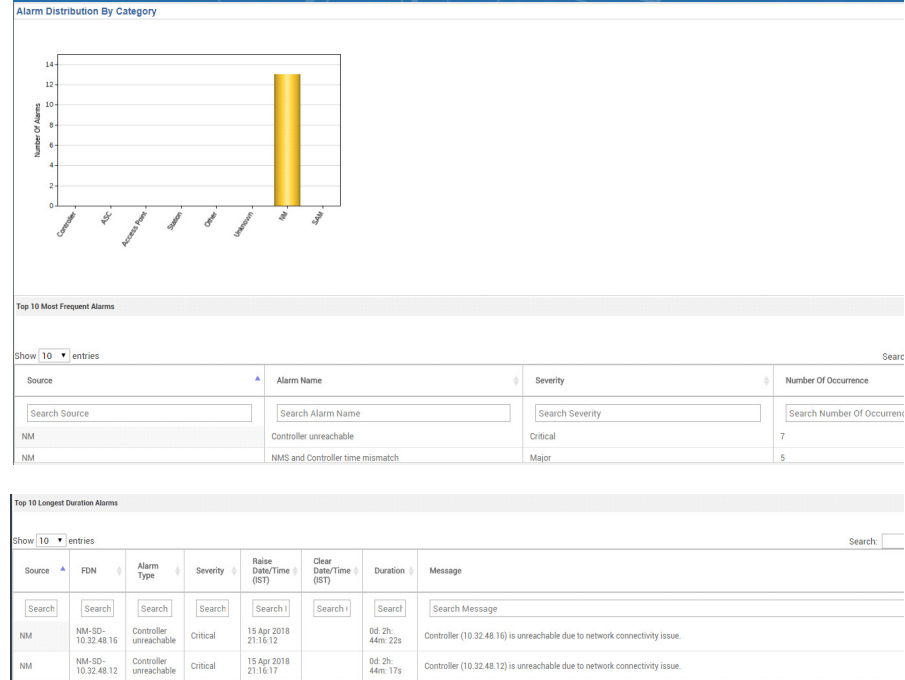 Alarm Distribution By Category
14
12
10
8
6
4
2
0
Number Of Alarms
Controller
ASC
Access Point
Station
Other
Unknown
NM
SAM
Top 10 Most Frequent Alarms
Show 10 entries
Searc
Source Alarm Name Severity Number Of Occurrence
Search Source Search Alarm Name Search Severity Search Number Of Occurrenc
NM Controller unreachable Critical 7
NM NMS and Controller time mismatch Major 5
Top 10 Longest Duration Alarms
Show 10 entries Search:
Source FDN Alarm Type Severity Raise Date/Time (IST) Clear Date/Time (IST) Duration Message
Search Search Search Search Search Search Search Search Message
NM NM-SD-10.32.48.16 Controller unreachable Critical 15 Apr 2018 21:16:12 0d: 2h: 44m: 22s Controller (10.32.48.16) is unreachable due to network connectivity issue.
NM NM-SD-10.32.48.12 Controller unreachable Critical 15 Apr 2018 21:16:17 0d: 2h: 44m: 17s Controller (10.32.48.12) is unreachable due to network connectivity issue.